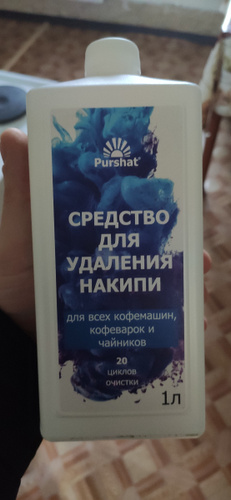 Purshat®
СРЕДСТВО
ДЛЯ
УДАЛЕНИЯ
НАКИПИ
для всех кофемашин,
кофеварок и
чайников
20
ЦИКЛОВ
ОЧИСТКИ
1л